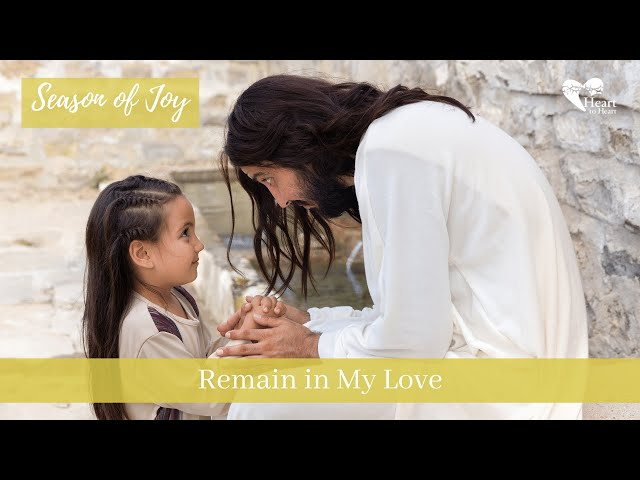 Season of Joy
Heart
to Heart
Remain in My Love